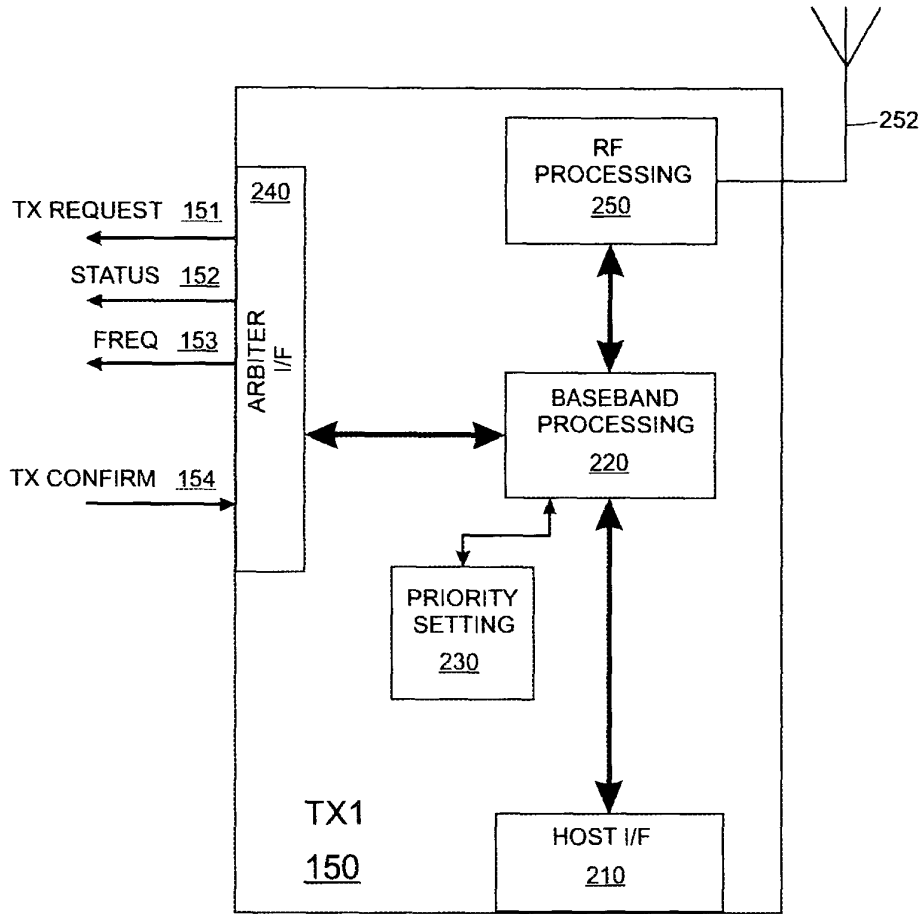 252
RF
PROCESSING
250
240
TX REQUEST 151
STATUS 152
FREQ 153
ARBITER
I/F
BASEBAND
PROCESSING
220
TX CONFIRM 154
PRIORITY
SETTING
230
TX1
150
HOST I/F
210